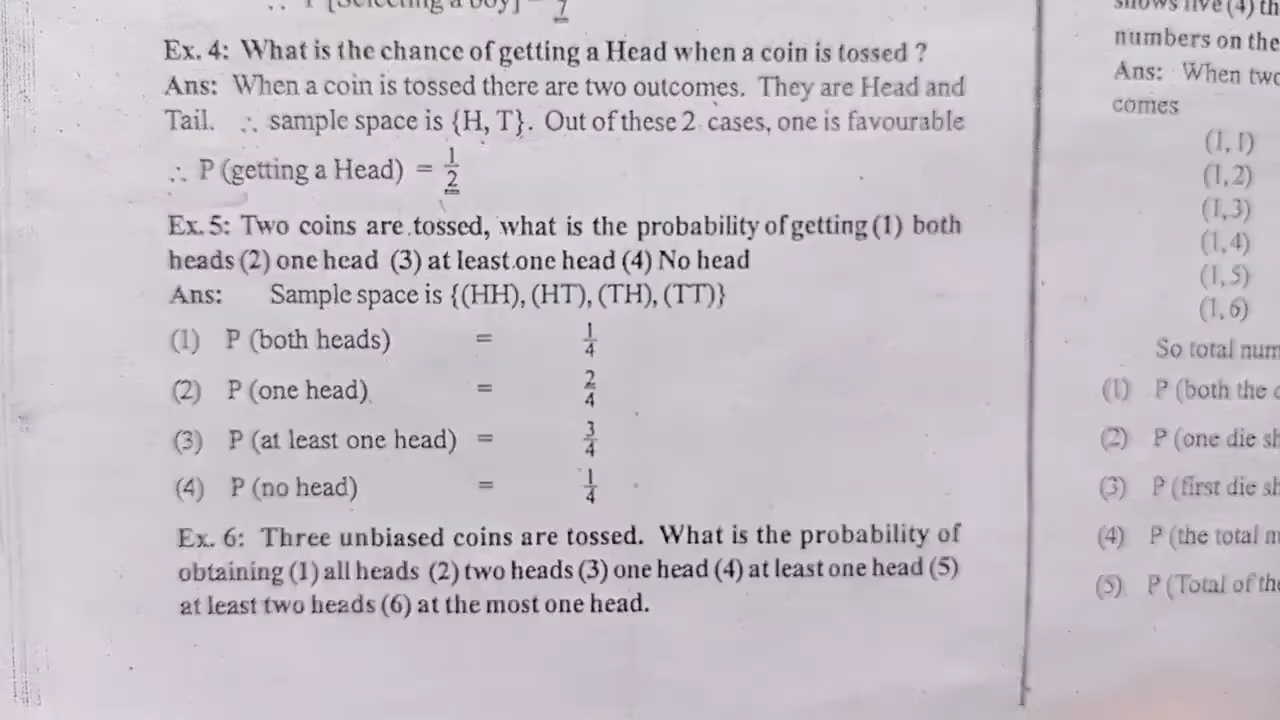 ∴ P [Selecting a boy] = /7
Ex. 4: What is the chance of getting a Head when a coin is tossed ?
Ans: When a coin is tossed there are two outcomes. They are Head and
Tail. ∴ sample space is {H, T}. Out of these 2 cases, one is favourable
∴ P (getting a Head) = 1/2
Ex. 5: Two coins are tossed, what is the probability of getting (1) both
heads (2) one head (3) at least one head (4) No head
Ans: Sample space is {(HH), (HT), (TH), (TT)}
(1) P (both heads) = 1/4
(2) P (one head) = 2/4
(3) P (at least one head) = 3/4
(4) P (no head) = 1/4
Ex. 6: Three unbiased coins are tossed. What is the probability of
obtaining (1) all heads (2) two heads (3) one head (4) at least one head (5)
at least two heads (6) at the most one head.
shows five (4) th
numbers on the
Ans: When two
comes
(1, 1)
(1,2)
(1,3)
(1,4)
(1,5)
(1,6)
So total num
(1) P (both the
(2) P (one die sh
(3) P (first die sh
(4) P (the total
(5) P (Total of the